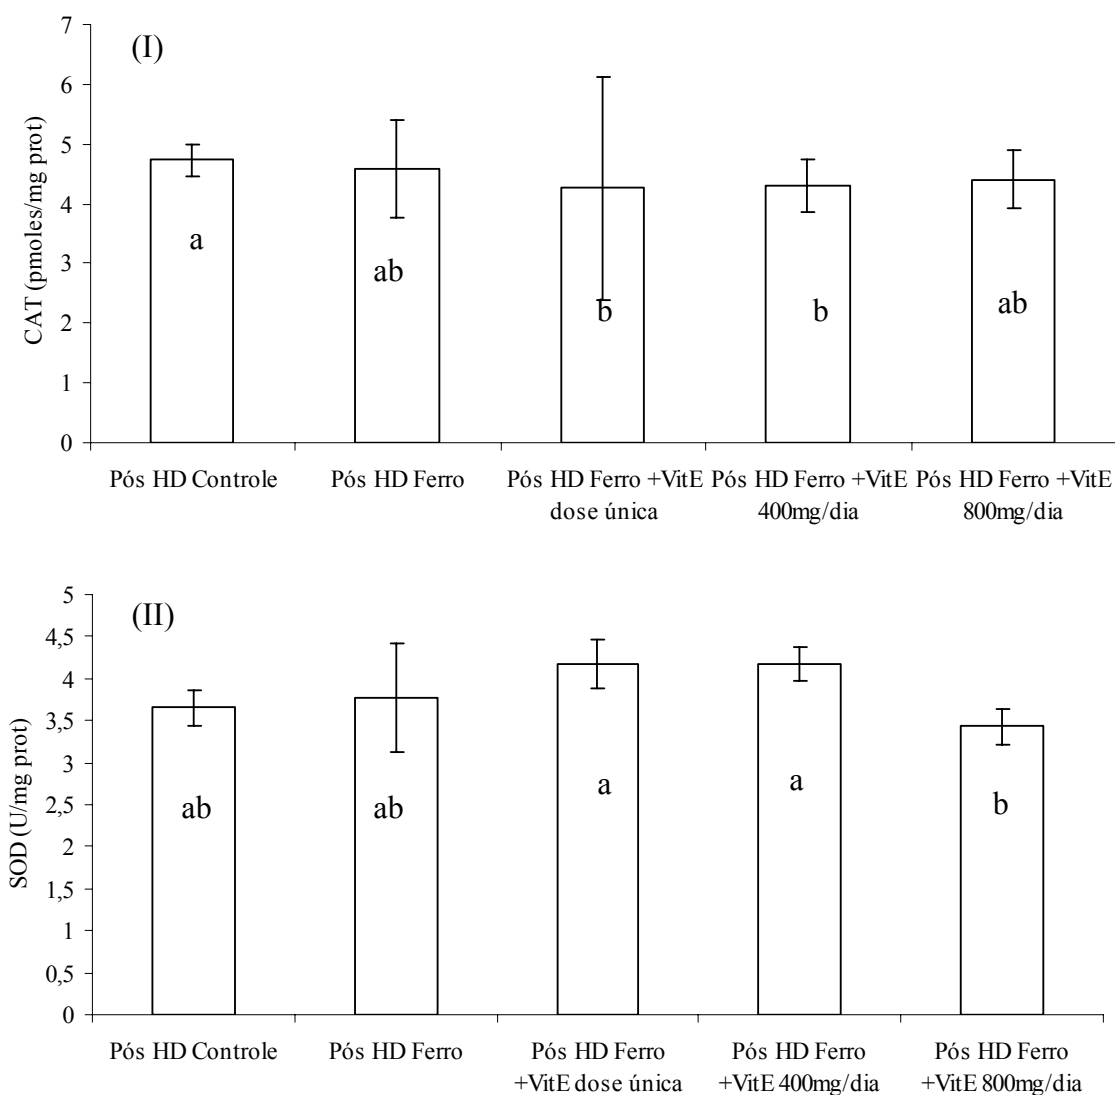 (I)
CAT (pmoles/mg prot)
7
6
5
4
3
2
1
0
a
ab
b
b
ab
Pós HD Controle
Pós HD Ferro
Pós HD Ferro +VitE
dose única
Pós HD Ferro +VitE
400mg/dia
Pós HD Ferro +VitE
800mg/dia
(II)
SOD (U/mg prot)
5
4,5
4
3,5
3
2,5
2
1,5
1
0,5
0
ab
ab
a
a
b
Pós HD Controle
Pós HD Ferro
Pós HD Ferro
+VitE dose única
Pós HD Ferro
+VitE 400mg/dia
Pós HD Ferro
+VitE 800mg/dia